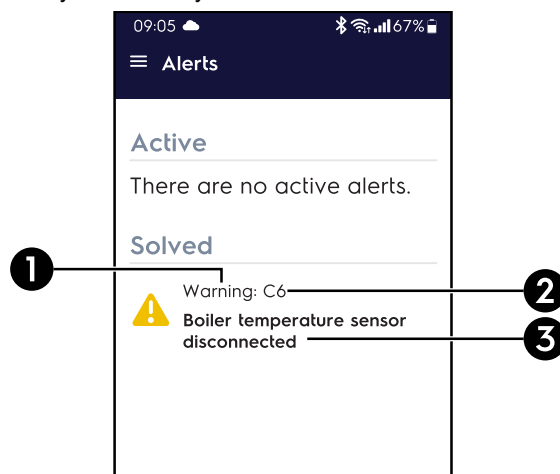 09:05 67%
Alerts
Active
There are no active alerts.
Solved
1
Warning: C6
2
Boiler temperature sensor
disconnected
3